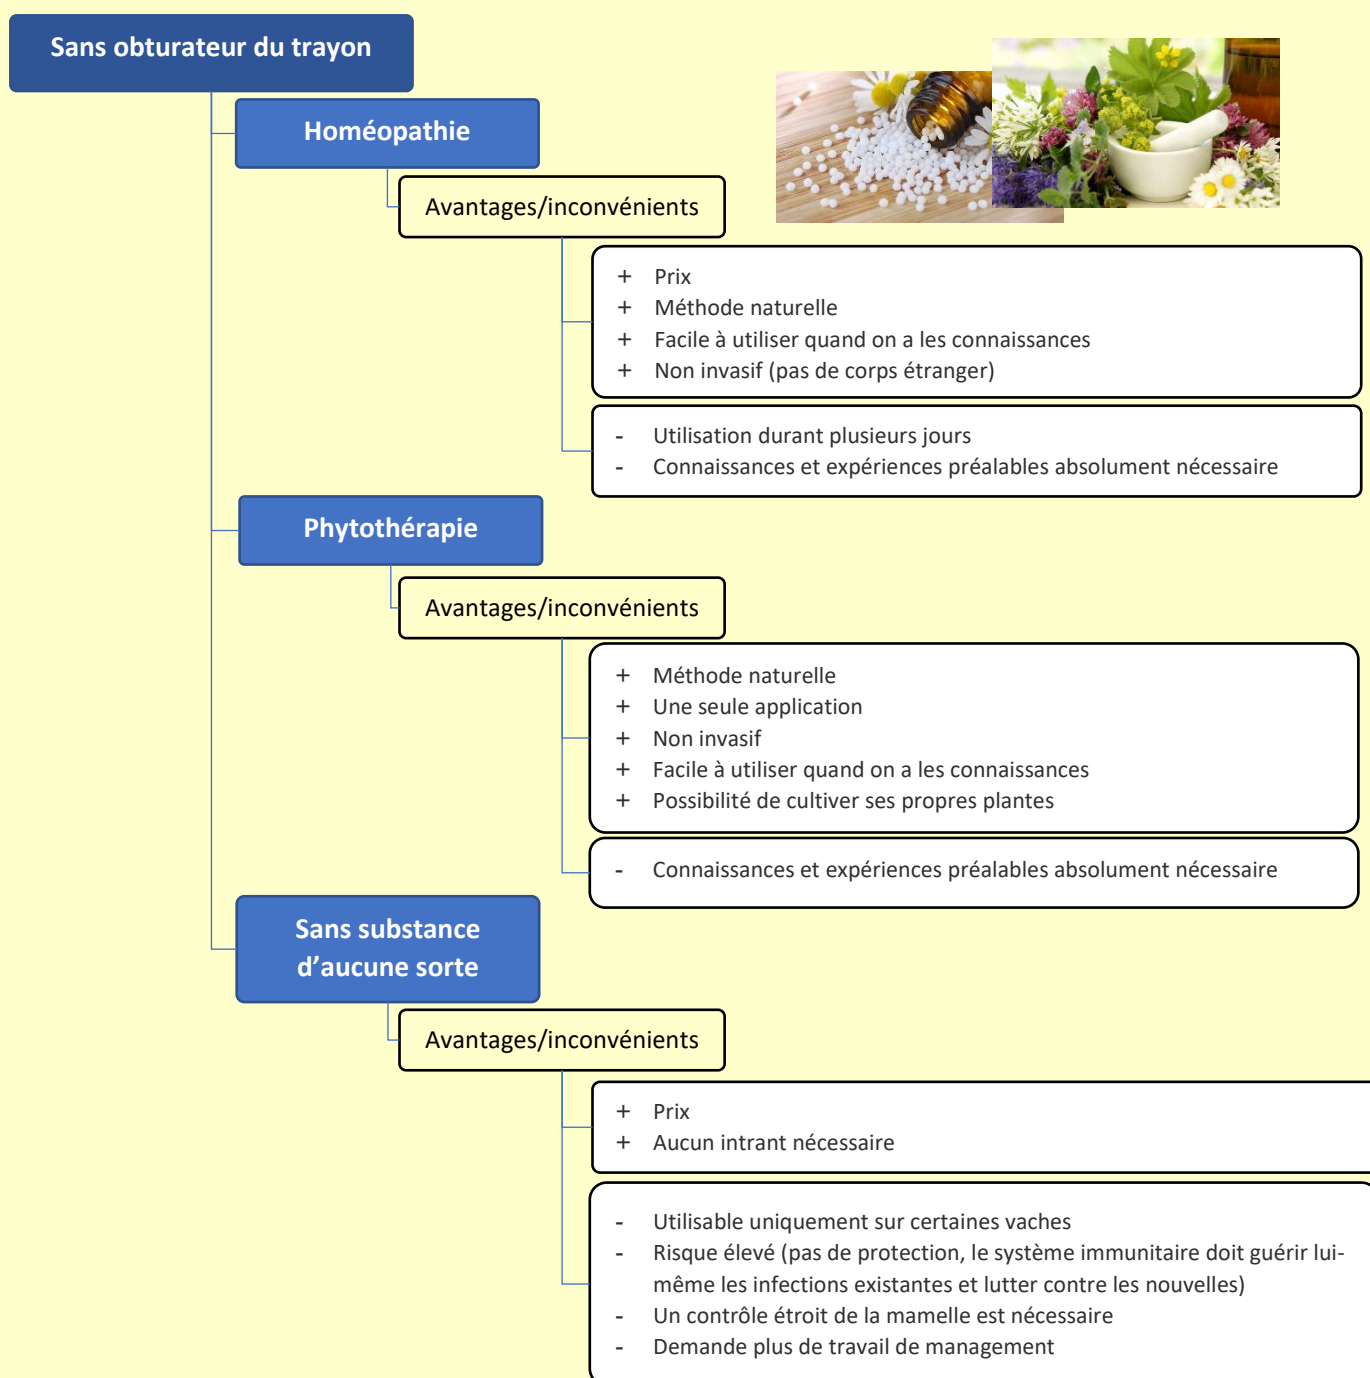 Sans obturateur du trayon
Homéopathie
Avantages/inconvénients
+ Prix
+ Méthode naturelle
+ Facile à utiliser quand on a les connaissances
+ Non invasif (pas de corps étranger)
- Utilisation durant plusieurs jours
- Connaissances et expériences préalables absolument nécessaire
Phytothérapie
Avantages/inconvénients
+ Méthode naturelle
+ Une seule application
+ Non invasif
+ Facile à utiliser quand on a les connaissances
+ Possibilité de cultiver ses propres plantes
- Connaissances et expériences préalables absolument nécessaire
Sans substance
d’aucune sorte
Avantages/inconvénients
+ Prix
+ Aucun intrant nécessaire
- Utilisable uniquement sur certaines vaches
- Risque élevé (pas de protection, le système immunitaire doit guérir lui-
même les infections existantes et lutter contre les nouvelles)
- Un contrôle étroit de la mamelle est nécessaire
- Demande plus de travail de management